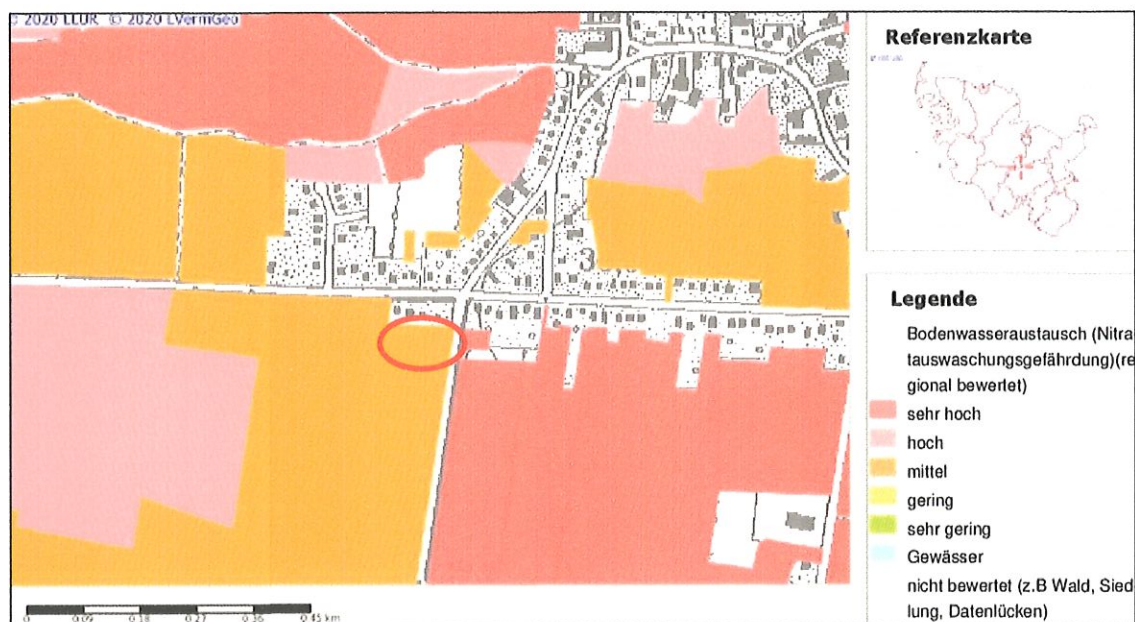 © 2020 LLUR © 2020 LVermGeo
Referenzkarte
Legende
Bodenwasseraustausch (Nitra
tauswaschungsgefährdung)(re
gional bewertet)
sehr hoch
hoch
mittel
gering
sehr gering
Gewässer
nicht bewertet (z.B Wald, Sied
lung, Datenlücken)
0 0.09 0.18 0.27 0.36 0.45 km